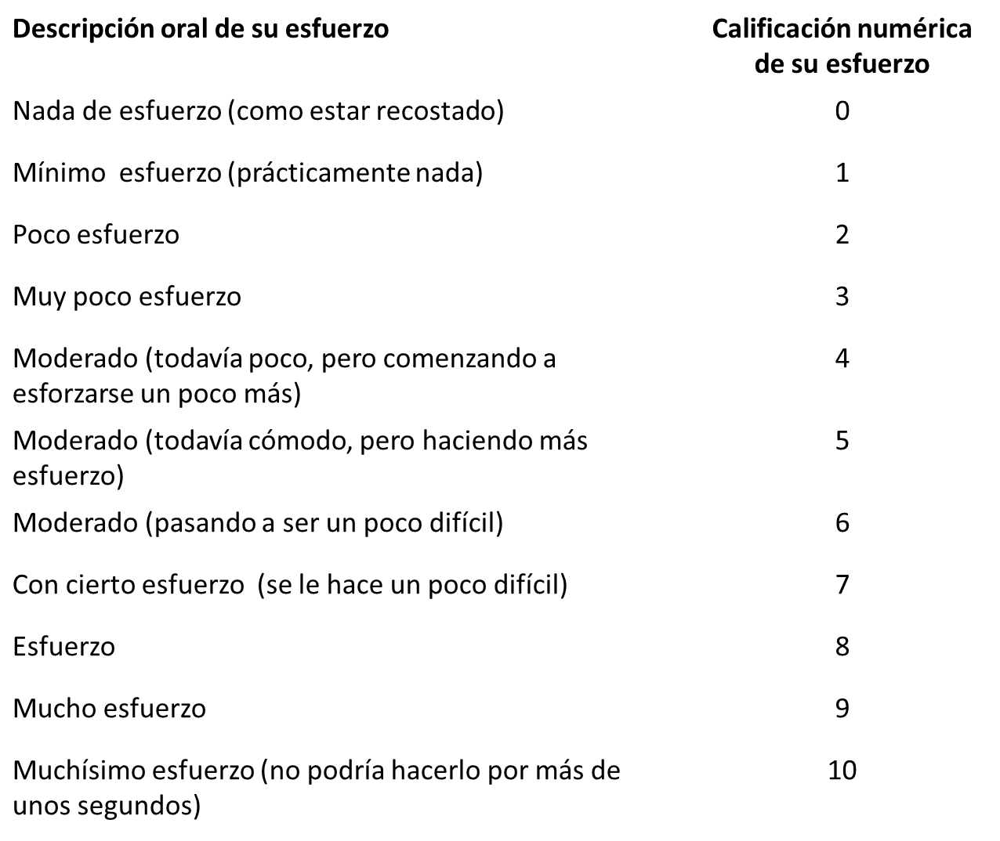 Descripción oral de su esfuerzo
Calificación numérica
de su esfuerzo
Nada de esfuerzo (como estar recostado) 0
Mínimo esfuerzo (prácticamente nada) 1
Poco esfuerzo 2
Muy poco esfuerzo 3
Moderado (todavía poco, pero comenzando a 4
esforzarse un poco más)
Moderado (todavía cómodo, pero haciendo más 5
esfuerzo)
Moderado (pasando a ser un poco difícil) 6
Con cierto esfuerzo (se le hace un poco difícil) 7
Esfuerzo 8
Mucho esfuerzo 9
Muchísimo esfuerzo (no podría hacerlo por más de 10
unos segundos)